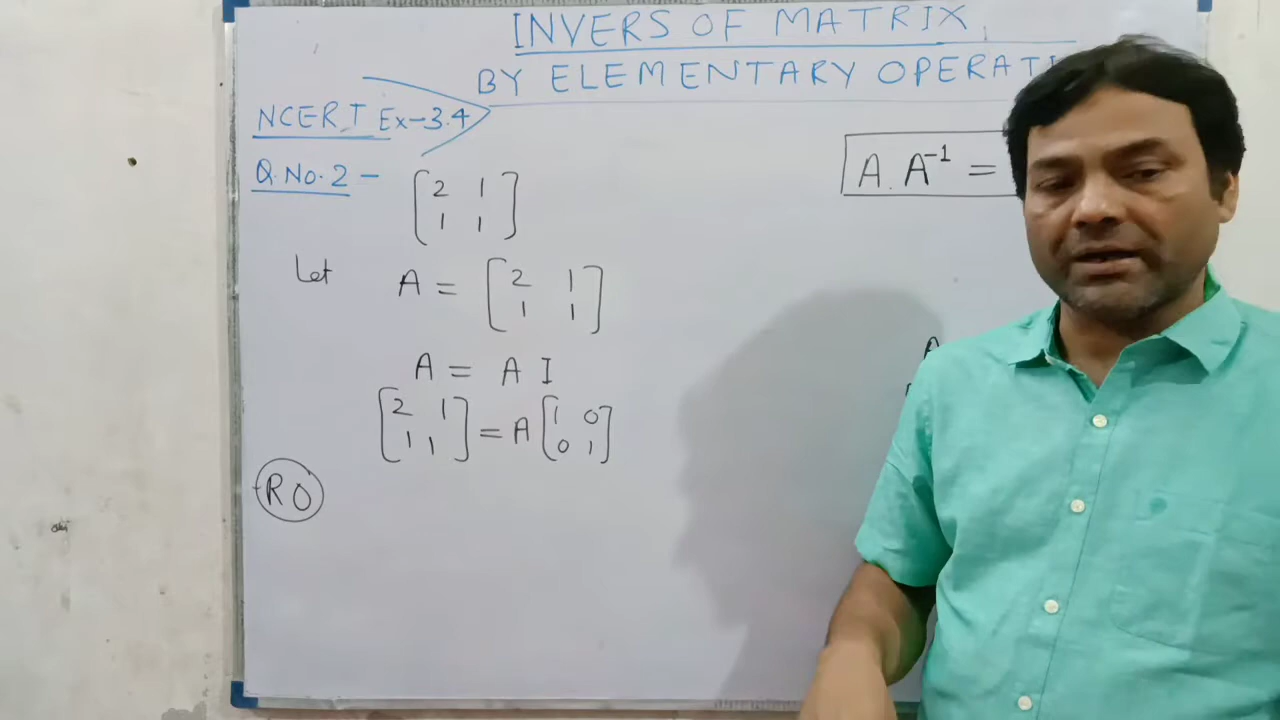 INVERS OF MATRIX
BY ELEMENTARY OPERATI
NCERT Ex-3.4
Q.No.2 -
[2 1
1 1]
A.A⁻¹ =
Let A = [2 1
1 1]
A = A I
[2 1
1 1] = A [1 0
0 1]
A
RO